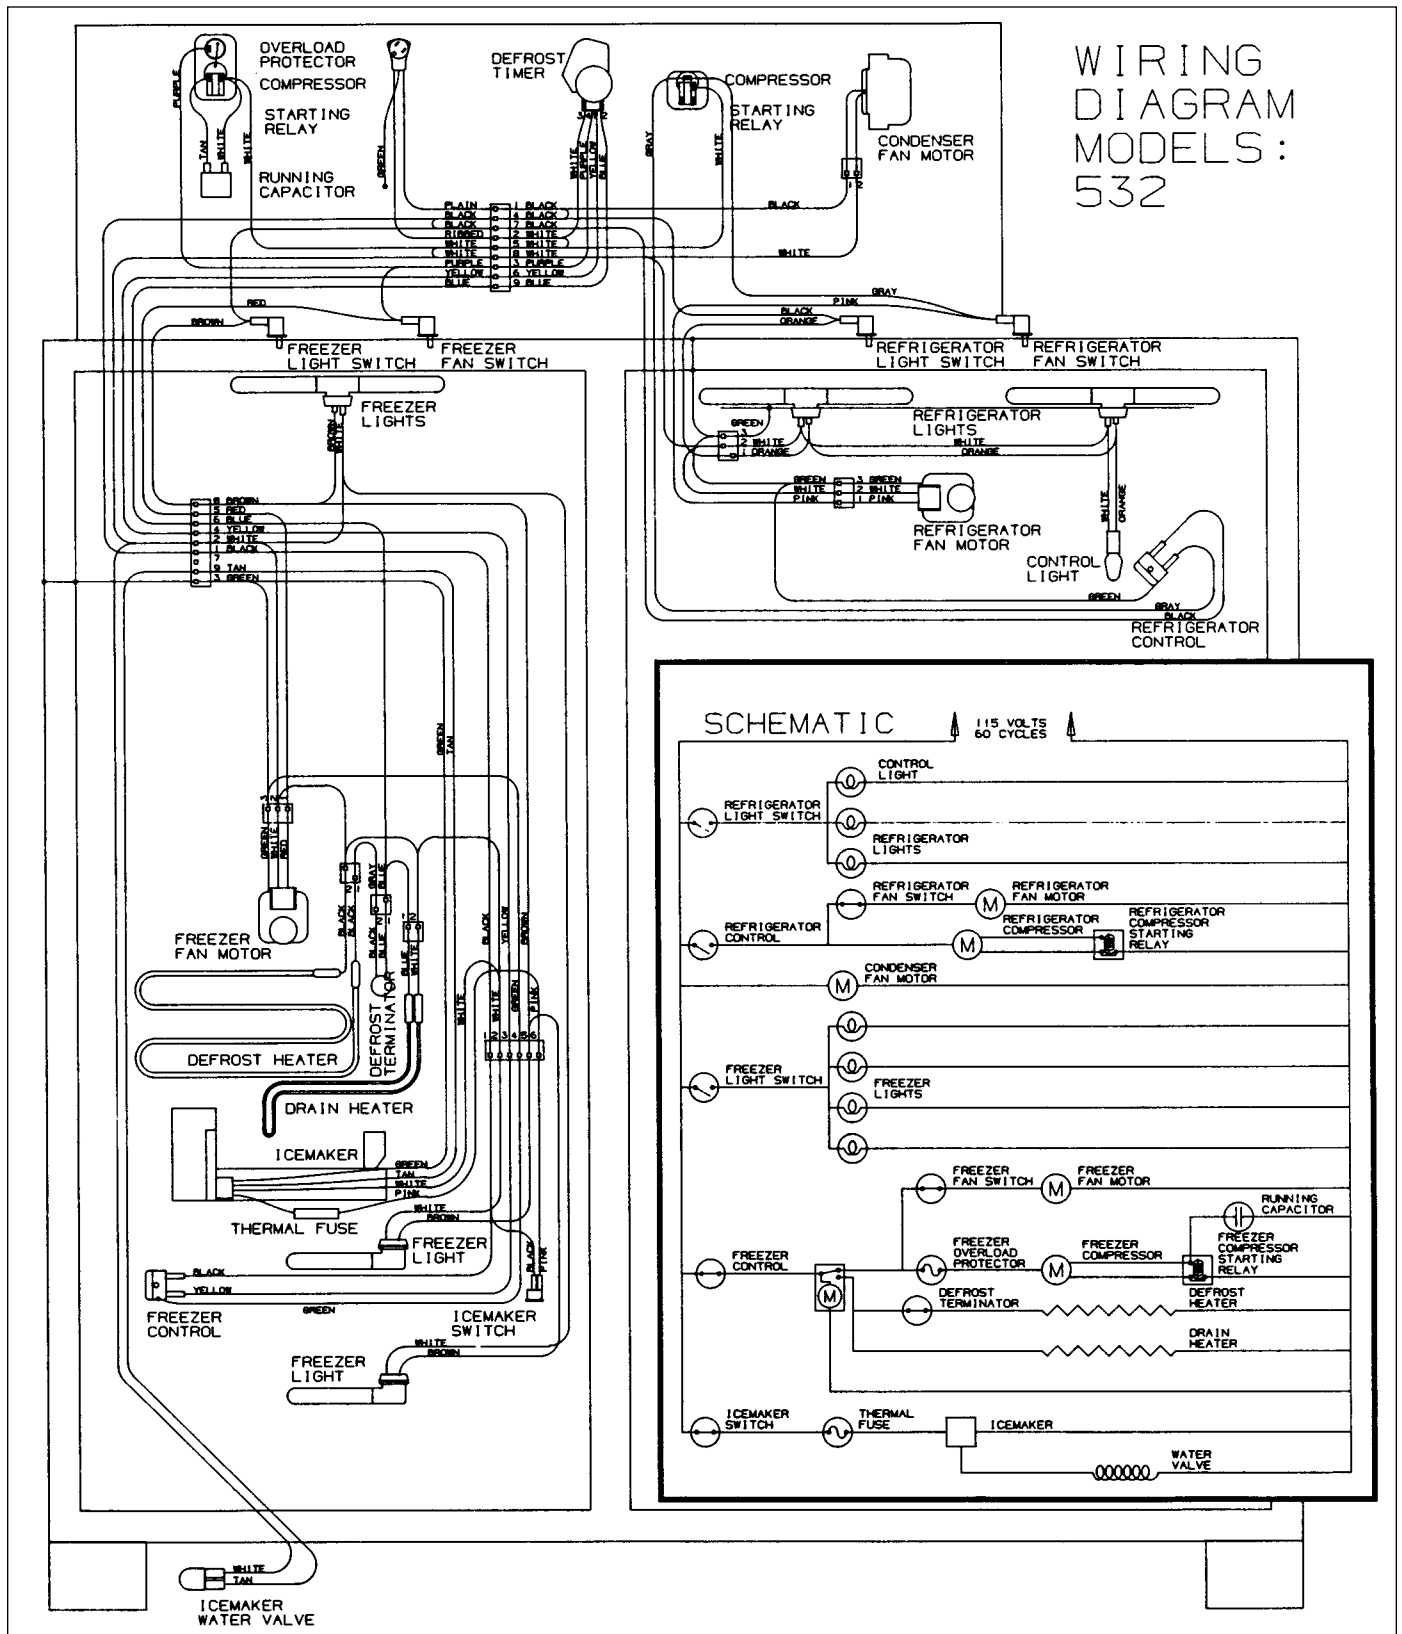 WIRING
DIAGRAM
MODELS:
532
OVERLOAD
PROTECTOR
COMPRESSOR
STARTING
RELAY
RUNNING
CAPACITOR
PURPLE
TAN
WHITE
WHITE
GREEN
DEFROST
TIMER
WHITE
PURPLE
YELLOW
BLUE
COMPRESSOR
STARTING
RELAY
GRAY
WHITE
CONDENSER
FAN MOTOR
1 2
BLACK
WHITE
PLAIN 1 BLACK
BLACK 4 BLACK
BLACK 7 BLACK
RIBBED 2 WHITE
WHITE 5 WHITE
WHITE 8 WHITE
PURPLE 3 PURPLE
YELLOW 6 YELLOW
BLUE 9 BLUE
RED
BROWN
GRAY
PINK
BLACK
ORANGE
FREEZER
LIGHT SWITCH
FREEZER
FAN SWITCH
REFRIGERATOR
LIGHT SWITCH
REFRIGERATOR
FAN SWITCH
FREEZER
LIGHTS
BROWN
WHITE
REFRIGERATOR
LIGHTS
GREEN
3
2 WHITE
1 ORANGE
WHITE
ORANGE
GREEN 3 GREEN
WHITE 2 WHITE
PINK 1 PINK
REFRIGERATOR
FAN MOTOR
WHITE
ORANGE
CONTROL
LIGHT
GREEN
GRAY
BLACK
REFRIGERATOR
CONTROL
8 BROWN
5 RED
6 BLUE
4 YELLOW
2 WHITE
1 BLACK
7
9 TAN
3 GREEN
GREEN
TAN
3 2 1
GREEN
WHITE
RED
FREEZER
FAN MOTOR
GRAY
BLUE
BLACK
BLACK
BLACK
BLUE
BLUE
WHITE
DEFROST
TERMINATOR
DEFROST HEATER
DRAIN HEATER
BLACK
YELLOW
BROWN
WHITE
WHITE
GREEN
PINK
1 2 3 4 5 6
ICEMAKER
GREEN
TAN
WHITE
PINK
THERMAL FUSE
WHITE
BROWN
FREEZER
LIGHT
BLACK
YELLOW
GREEN
FREEZER
CONTROL
BLACK
PINK
ICEMAKER
SWITCH
WHITE
BROWN
FREEZER
LIGHT
WHITE
TAN
ICEMAKER
WATER VALVE
SCHEMATIC
115 VOLTS
60 CYCLES
CONTROL
LIGHT
REFRIGERATOR
LIGHT SWITCH
REFRIGERATOR
LIGHTS
REFRIGERATOR
FAN SWITCH
REFRIGERATOR
FAN MOTOR
M
REFRIGERATOR
CONTROL
REFRIGERATOR
COMPRESSOR
M
REFRIGERATOR
COMPRESSOR
STARTING
RELAY
CONDENSER
FAN MOTOR
M
FREEZER
LIGHT SWITCH
FREEZER
LIGHTS
FREEZER
FAN SWITCH
FREEZER
FAN MOTOR
M
RUNNING
CAPACITOR
FREEZER
CONTROL
FREEZER
OVERLOAD
PROTECTOR
FREEZER
COMPRESSOR
M
FREEZER
COMPRESSOR
STARTING
RELAY
M
DEFROST
TERMINATOR
DEFROST
HEATER
DRAIN
HEATER
ICEMAKER
SWITCH
THERMAL
FUSE
ICEMAKER
WATER
VALVE